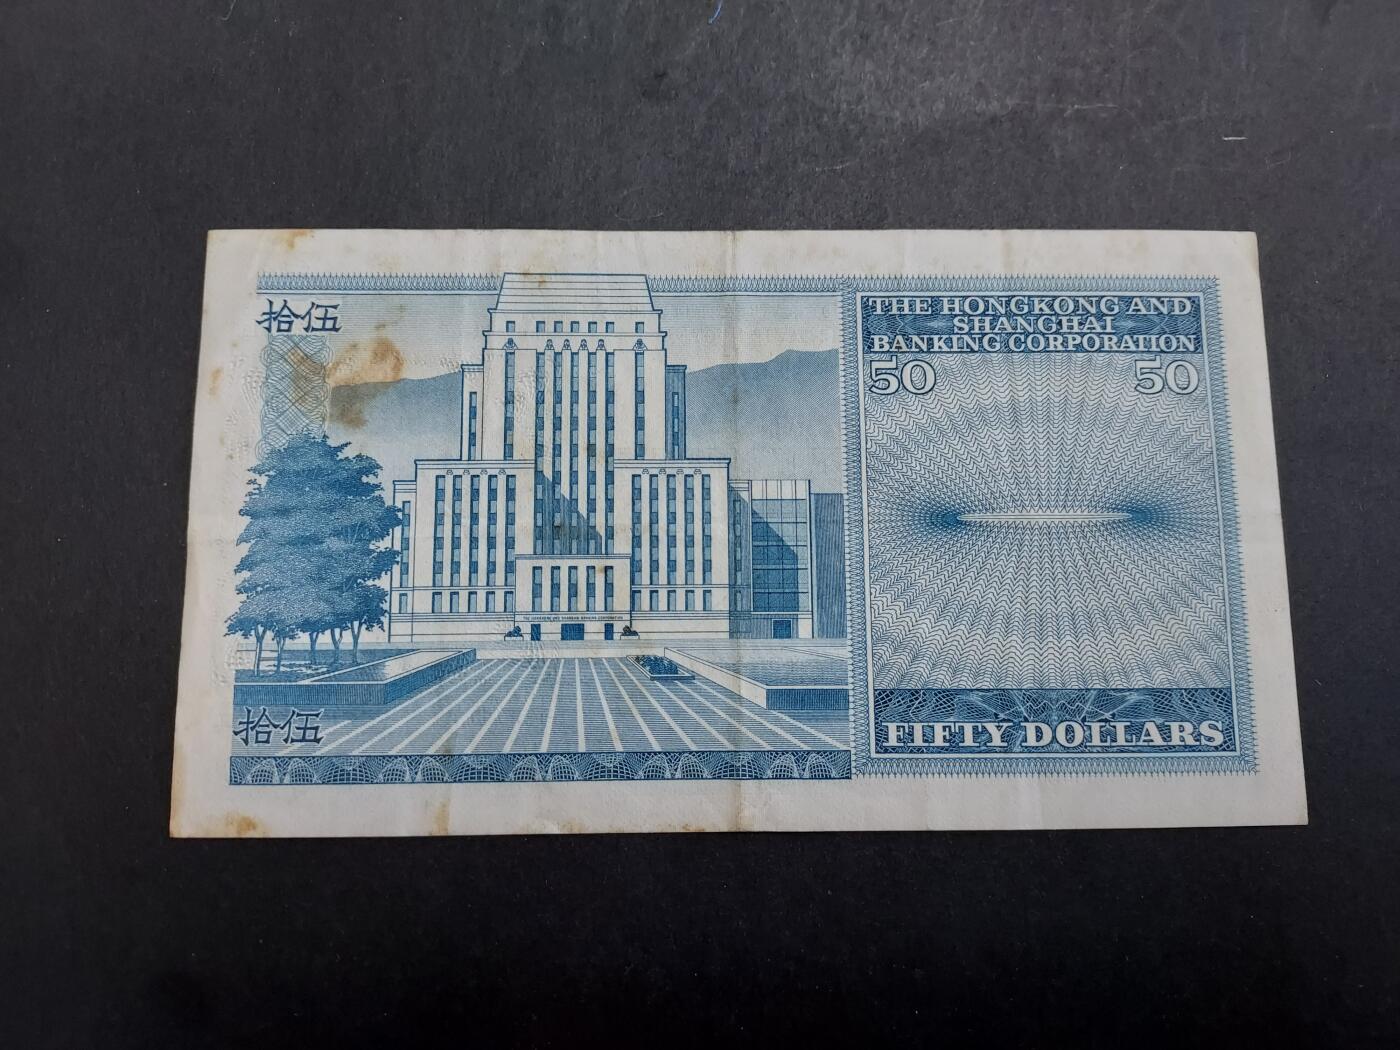 拾伍
THE HONGKONG AND
SHANGHAI
BANKING CORPORATION
50 50
拾伍
FIFTY DOLLARS